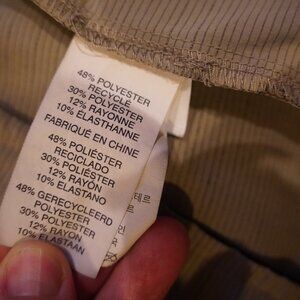 48% POLYESTER
RECYCLÉ
30% POLYESTER
12% RAYONNE
10% ÉLASTHANNE
FABRIQUÉ EN CHINE
48% POLIÉSTER
RECICLADO
30% POLIÉSTER
12% RAYÓN
10% ELASTANO
48% GERECYCLEERD
POLYESTER
30% POLYESTER
12% RAYON
10% ELASTAAN